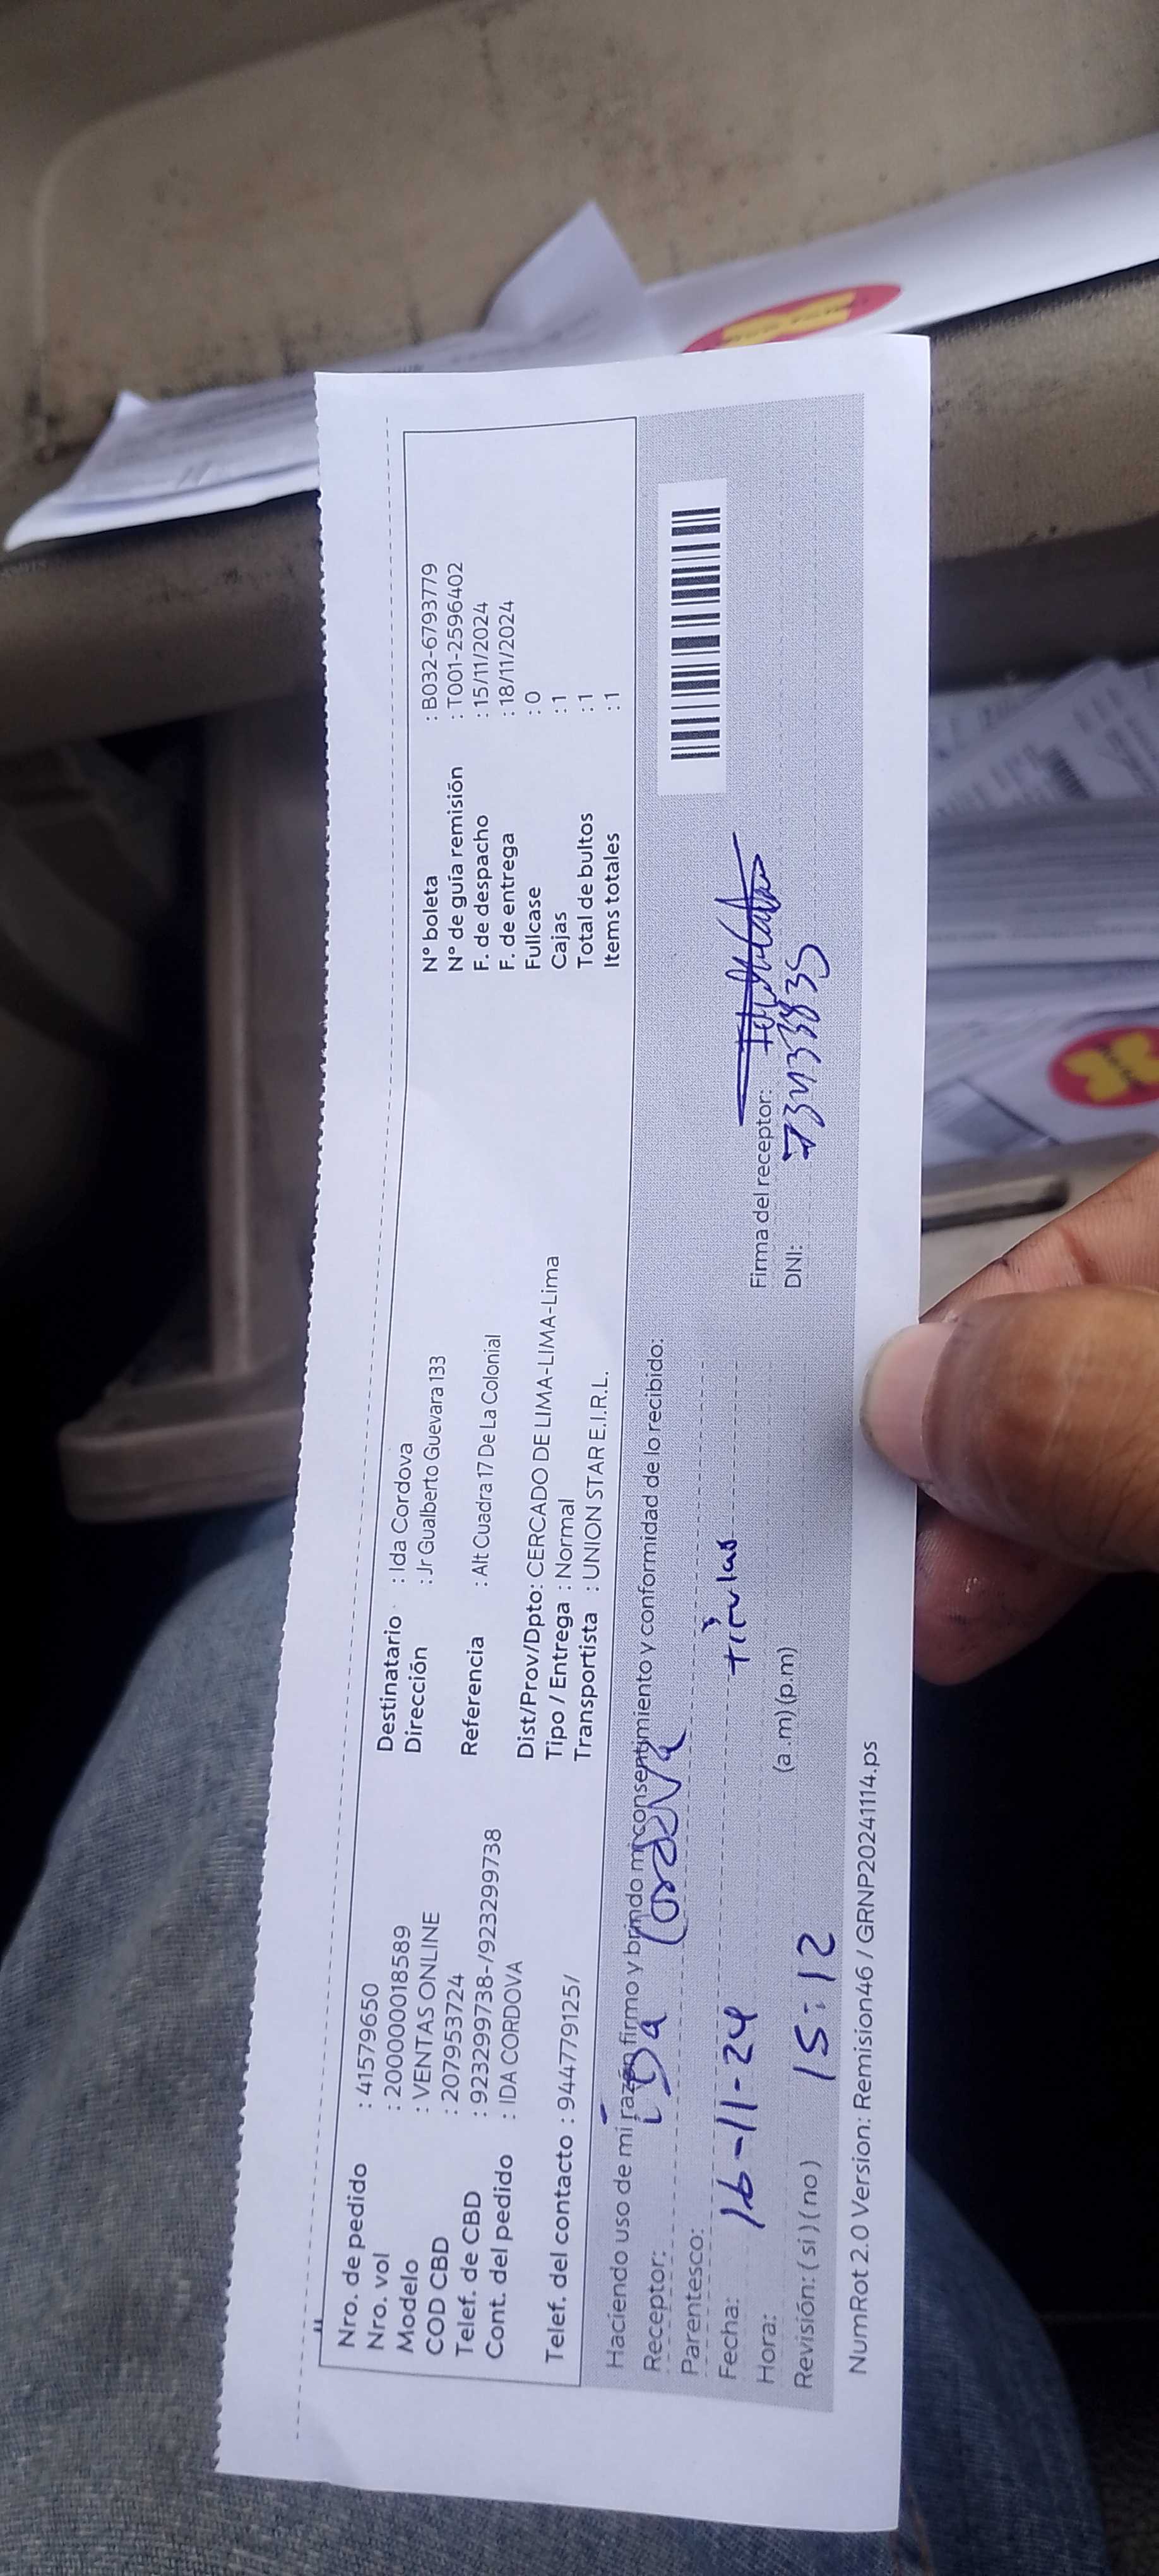 Nro. de pedido : 41579650
Nro. vol : 200000018589
Modelo : VENTAS ONLINE
COD CBD : 207953724
Telef. de CBD : 923299738-/923299738
Cont. del pedido : IDA CORDOVA
Telef. del contacto : 944779125/
Destinatario : Ida Cordova
Dirección : Jr Gualberto Guevara 133
Referencia : Alt Cuadra 17 De La Colonial
Dist/Prov/Dpto: CERCADO DE LIMA-LIMA-Lima
Tipo / Entrega : Normal
Transportista : UNION STAR E.I.R.L.
N° boleta : B032-6793779
N° de guía remisión : T001-2596402
F. de despacho : 15/11/2024
F. de entrega : 18/11/2024
Fullcase : 0
Cajas : 1
Total de bultos : 1
Items totales : 1
Haciendo uso de mi razón firmo y brindo mi consentimiento y conformidad de lo recibido:
Receptor: iDa CordovA
Parentesco: titular
Fecha: 16-11-24
Hora: 15:12 (a.m) (p.m)
Revisión: ( si ) ( no )
Firma del receptor:
DNI: 73433835
NumRot 2.0 Version: Remision46 / GRNP20241114.ps